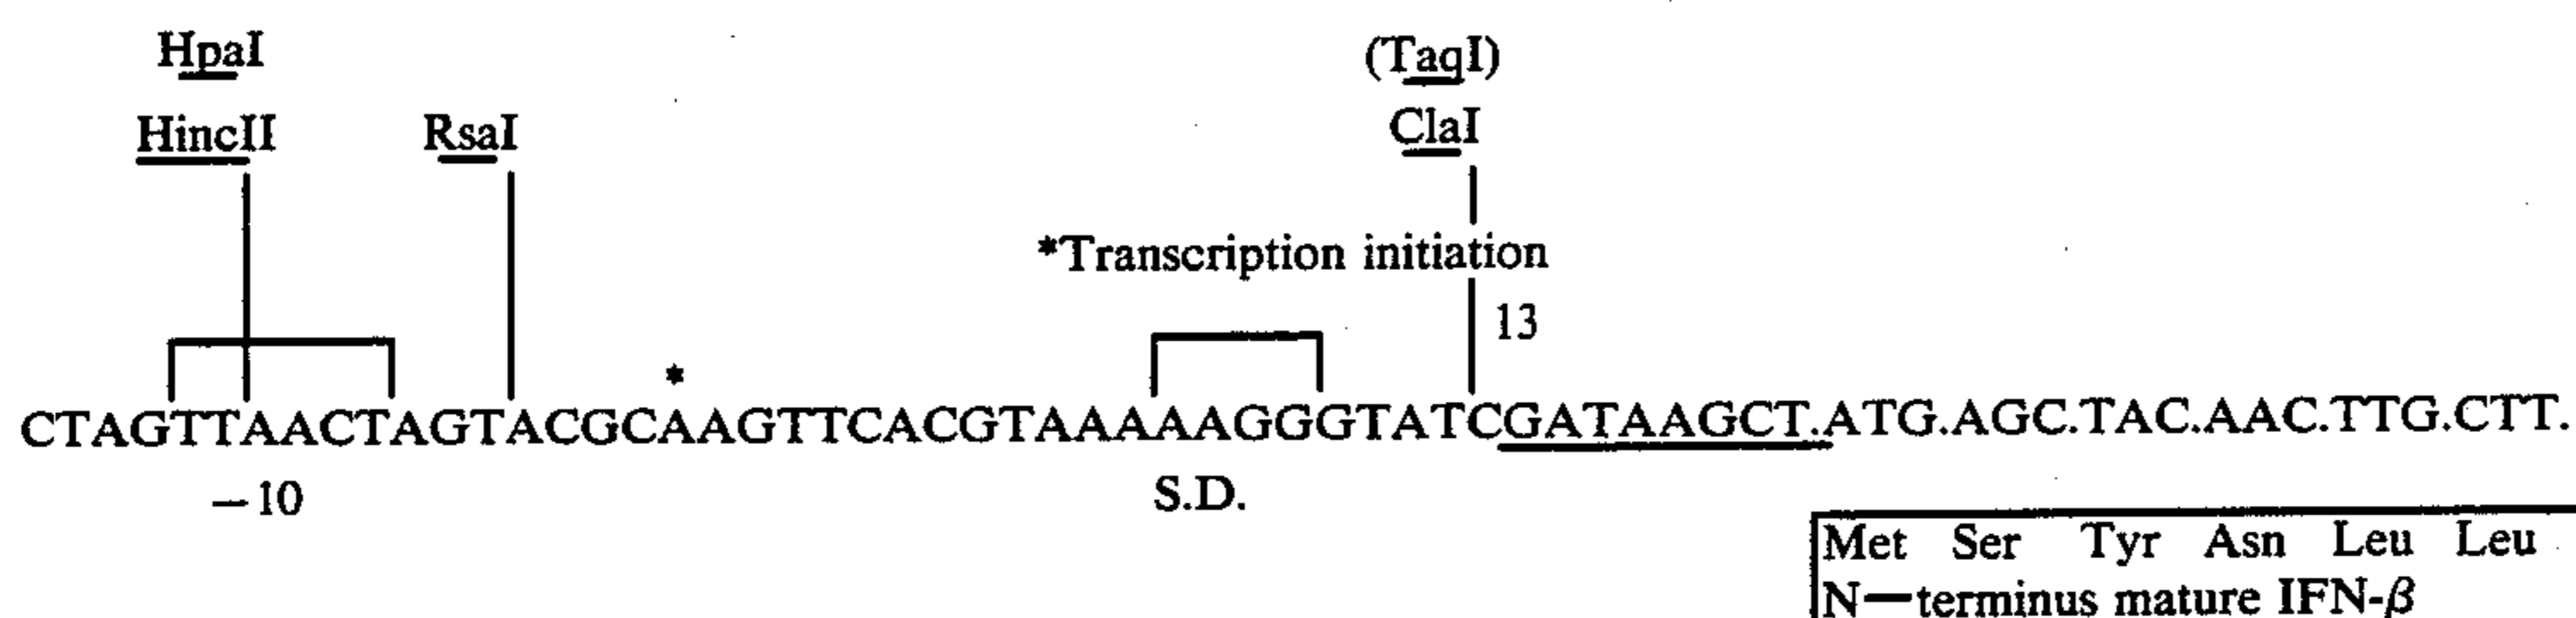 HpaI (TaqI)
HincII RsaI ClaI
*Transcription initiation
13
*
CTAGTTAACTAGTACGCAAGTTCACGTAAAAAGGGTATCGATAAGCT.ATG.AGC.TAC.AAC.TTG.CTT.
—10 S.D.
Met Ser Tyr Asn Leu Leu
N—terminus mature IFN-β